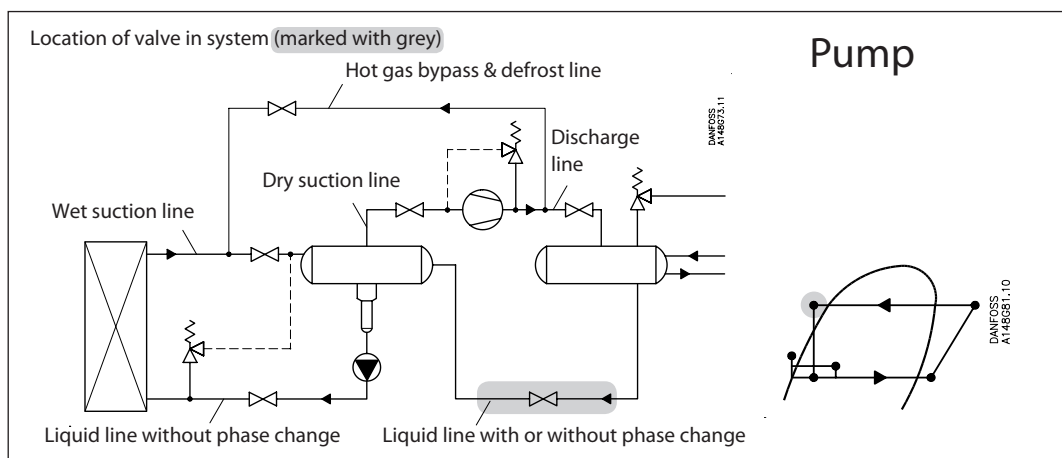 Location of valve in system (marked with grey)
Pump
Hot gas bypass & defrost line
DANFOSS
A148G73.11
Discharge
line
Dry suction line
Wet suction line
DANFOSS
A148G81.10
Liquid line without phase change
Liquid line with or without phase change